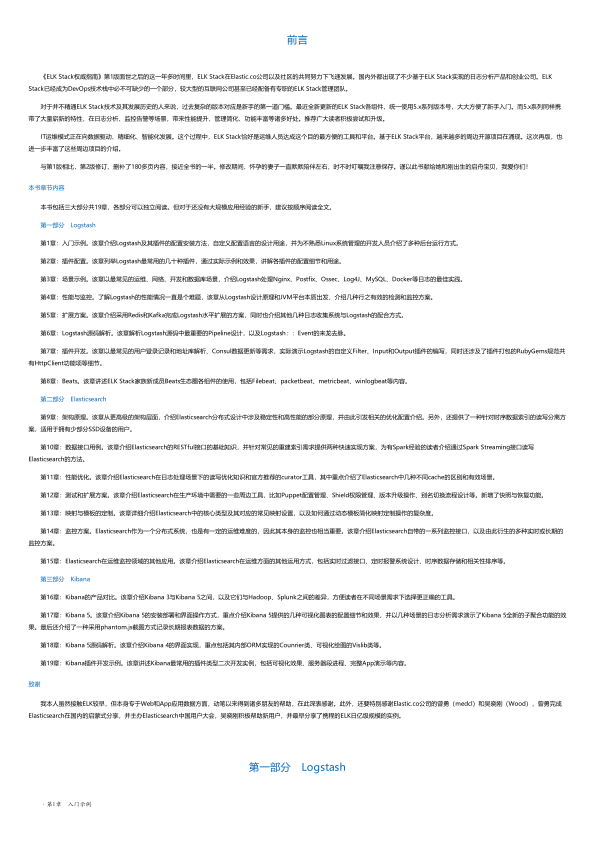 前言
《ELK Stack权威指南》第1版面世之后的这一年多时间里，ELK Stack在Elastic.co公司以及社区的共同努力下飞速发展。国内外都出现了不少基于ELK Stack实现的日志分析产品和创业公司。ELK
Stack已经成为DevOps技术栈中必不可缺少的一个部分，较大型的互联网公司甚至已经配备有专职的ELK Stack管理团队。
对于并不精通ELK Stack技术及其发展历史的人来说，过去复杂的版本对应是新手的第一道门槛。最近全新更新的ELK Stack各组件，统一使用5.x系列版本号，大大方便了新手入门。而5.x系列同样携
带了大量崭新的特性，在日志分析、监控告警等场景，带来性能提升、管理简化、功能丰富等诸多好处。推荐广大读者积极尝试和升级。
IT运维模式正在向数据驱动、精细化、智能化发展。这个过程中，ELK Stack恰好是运维人员达成这个目的最方便的工具和平台。基于ELK Stack平台，越来越多的周边开源项目在涌现。这次再版，也
进一步丰富了这些周边项目的介绍。
与第1版相比，第2版修订、删补了180多页内容，接近全书的一半。修改期间，怀孕的妻子一直默默陪伴左右，时不时叮嘱我注意保存。谨以此书献给她和刚出生的启舟宝贝，我爱你们！
本书章节内容
本书包括三大部分共19章，各部分可以独立阅读。但对于还没有大规模应用经验的新手，建议按顺序阅读全文。
第一部分 Logstash
第1章：入门示例。该章介绍Logstash及其插件的配置安装方法，自定义配置语言的设计用途，并为不熟悉Linux系统管理的开发人员介绍了多种后台运行方式。
第2章：插件配置。该章列举Logstash最常用的几十种插件，通过实际示例和效果，讲解各插件的配置细节和用途。
第3章：场景示例。该章以最常见的运维、网络、开发和数据库场景，介绍Logstash处理Nginx、Postfix、Ossec、Log4J、MySQL、Docker等日志的最佳实践。
第4章：性能与监控。了解Logstash的性能情况一直是个难题，该章从Logstash设计原理和JVM平台本质出发，介绍几种行之有效的检测和监控方案。
第5章：扩展方案。该章介绍采用Redis和Kafka完成Logstash水平扩展的方案，同时也介绍其他几种日志收集系统与Logstash的配合方式。
第6章：Logstash源码解析。该章解析Logstash源码中最重要的Pipeline设计，以及Logstash：：Event的来龙去脉。
第7章：插件开发。该章以最常见的用户登录记录和地址库解析、Consul数据更新等需求，实际演示Logstash的自定义Filter、Input和Output插件的编写，同时还涉及了插件打包的RubyGems规范共
有HttpClient功能项等细节。
第8章：Beats。该章讲述ELK Stack家族新成员Beats生态圈各组件的使用，包括Filebeat、packetbeat、metricbeat、winlogbeat等内容。
第二部分 Elasticsearch
第9章：架构原理。该章从更高级的架构层面，介绍Elasticsearch分布式设计中涉及稳定性和高性能的部分原理，并由此引发相关的优化配置介绍。另外，还提供了一种针对时序数据索引的读写分离方
案，适用于拥有少部分SSD设备的用户。
第10章：数据接口用例。该章介绍Elasticsearch的RESTful接口的基础知识，并针对常见的重建索引需求提供两种快速实现方案，为有Spark经验的读者介绍通过Spark Streaming接口读写
Elasticsearch的方法。
第11章：性能优化。该章介绍Elasticsearch在日志处理场景下的读写优化知识和官方推荐的curator工具，其中重点介绍了Elasticsearch中几种不同cache的区别和有效场景。
第12章：测试和扩展方案。该章介绍Elasticsearch在生产环境中需要的一些周边工具，比如Puppet配置管理，Shield权限管理，版本升级操作，别名切换流程设计等。新增了快照与恢复功能。
第13章：映射与模板的定制。该章详细介绍Elasticsearch中的核心类型及其对应的常见映射设置，以及如何通过动态模板简化映射定制操作的复杂度。
第14章：监控方案。Elasticsearch作为一个分布式系统，也是有一定的运维难度的，因此其本身的监控也相当重要。该章介绍Elasticsearch自带的一系列监控接口，以及由此衍生的多种实时或长期的
监控方案。
第15章：Elasticsearch在运维监控领域的其他应用。该章介绍Elasticsearch在运维方面的其他运用方式，包括实时过滤接口、定时报警系统设计，时序数据存储和相关性排序等。
第三部分 Kibana
第16章：Kibana的产品对比。该章介绍Kibana 3与Kibana 5之间，以及它们与Hadoop、Splunk之间的差异，方便读者在不同场景需求下选择更正确的工具。
第17章：Kibana 5。该章介绍Kibana 5的安装部署和界面操作方式，重点介绍Kibana 5提供的几种可视化图表的配置细节和效果，并以几种场景的日志分析需求演示了Kibana 5全新的子聚合功能的效
果。最后还介绍了一种采用phantom.js截图方式记录长期报表数据的方案。
第18章：Kibana 5源码解析。该章介绍Kibana 4的界面实现，重点包括其内部ORM实现的Counrier类、可视化绘图的Vislib类等。
第19章：Kibana插件开发示例。该章讲述Kibana最常用的插件类型二次开发实例，包括可视化效果、服务器段进程、完整App演示等内容。
致谢
我本人虽然接触ELK较早，但本身专于Web和App应用数据方面，动笔以来得到诸多朋友的帮助，在此深表感谢。此外，还要特别感谢Elastic.co公司的曾勇（medcl）和吴晓刚（Wood），曾勇完成
Elasticsearch在国内的启蒙式分享，并主办Elasticsearch中国用户大会，吴晓刚积极帮助新用户，并最早分享了携程的ELK日亿级规模的实例。
第一部分 Logstash
·第1章 入门示例